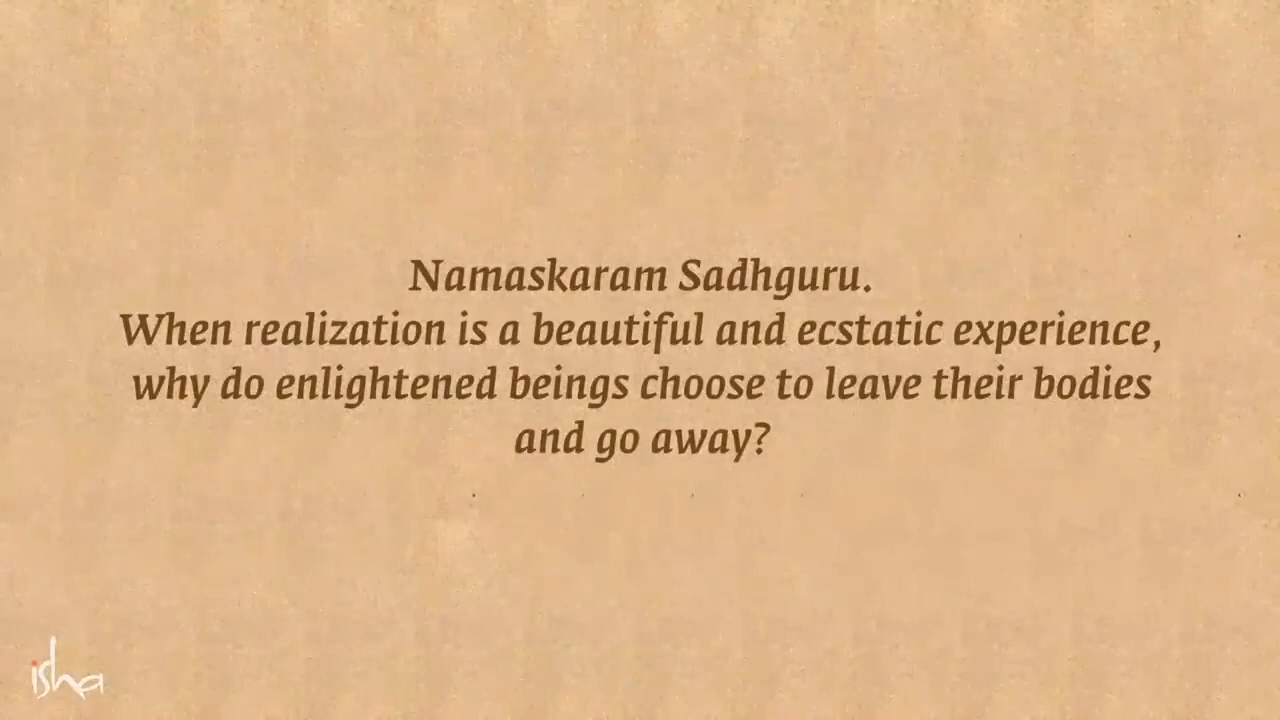 Namaskaram Sadhguru.
When realization is a beautiful and ecstatic experience,
why do enlightened beings choose to leave their bodies
and go away?
isha